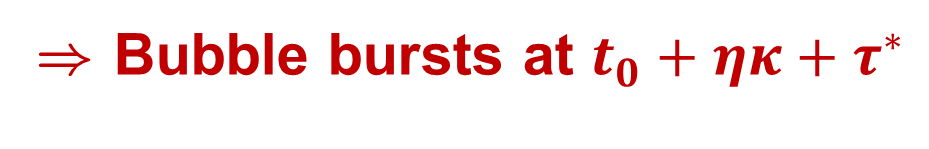 ⇒ Bubble bursts at t₀ + ηκ + τ*